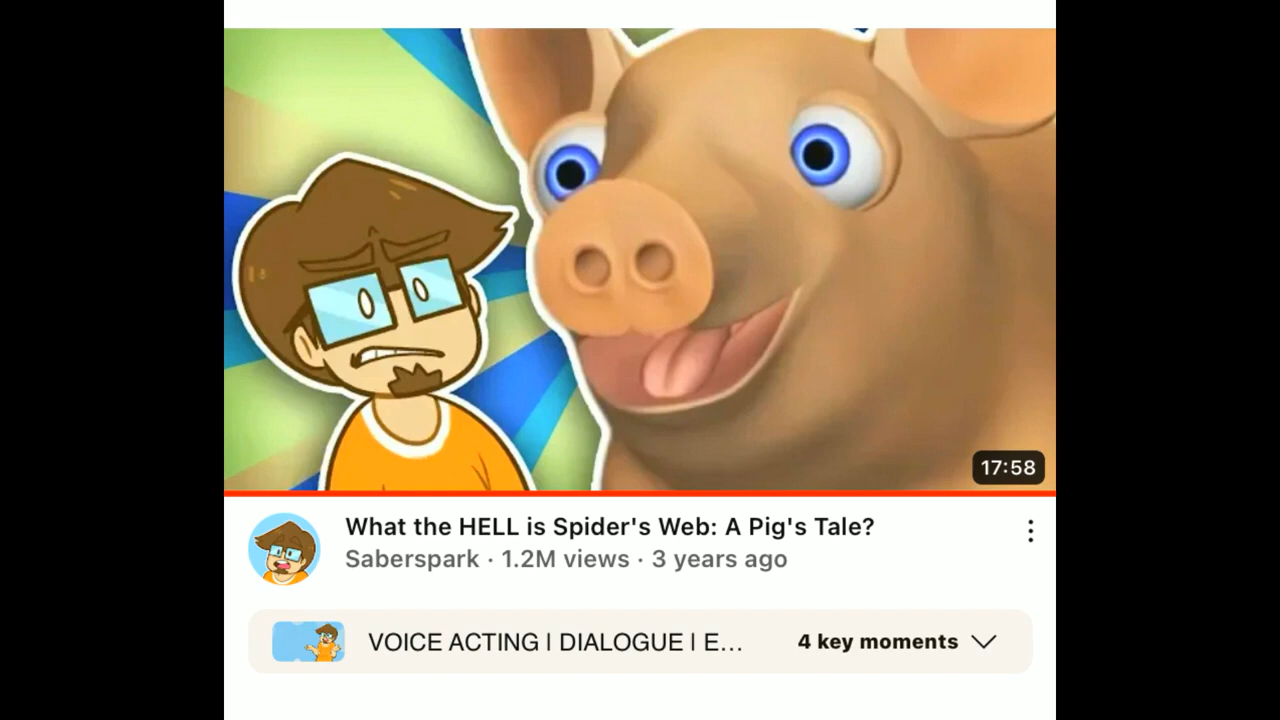 17:58
What the HELL is Spider's Web: A Pig's Tale?
Saberspark · 1.2M views · 3 years ago
VOICE ACTING | DIALOGUE | E... 4 key moments